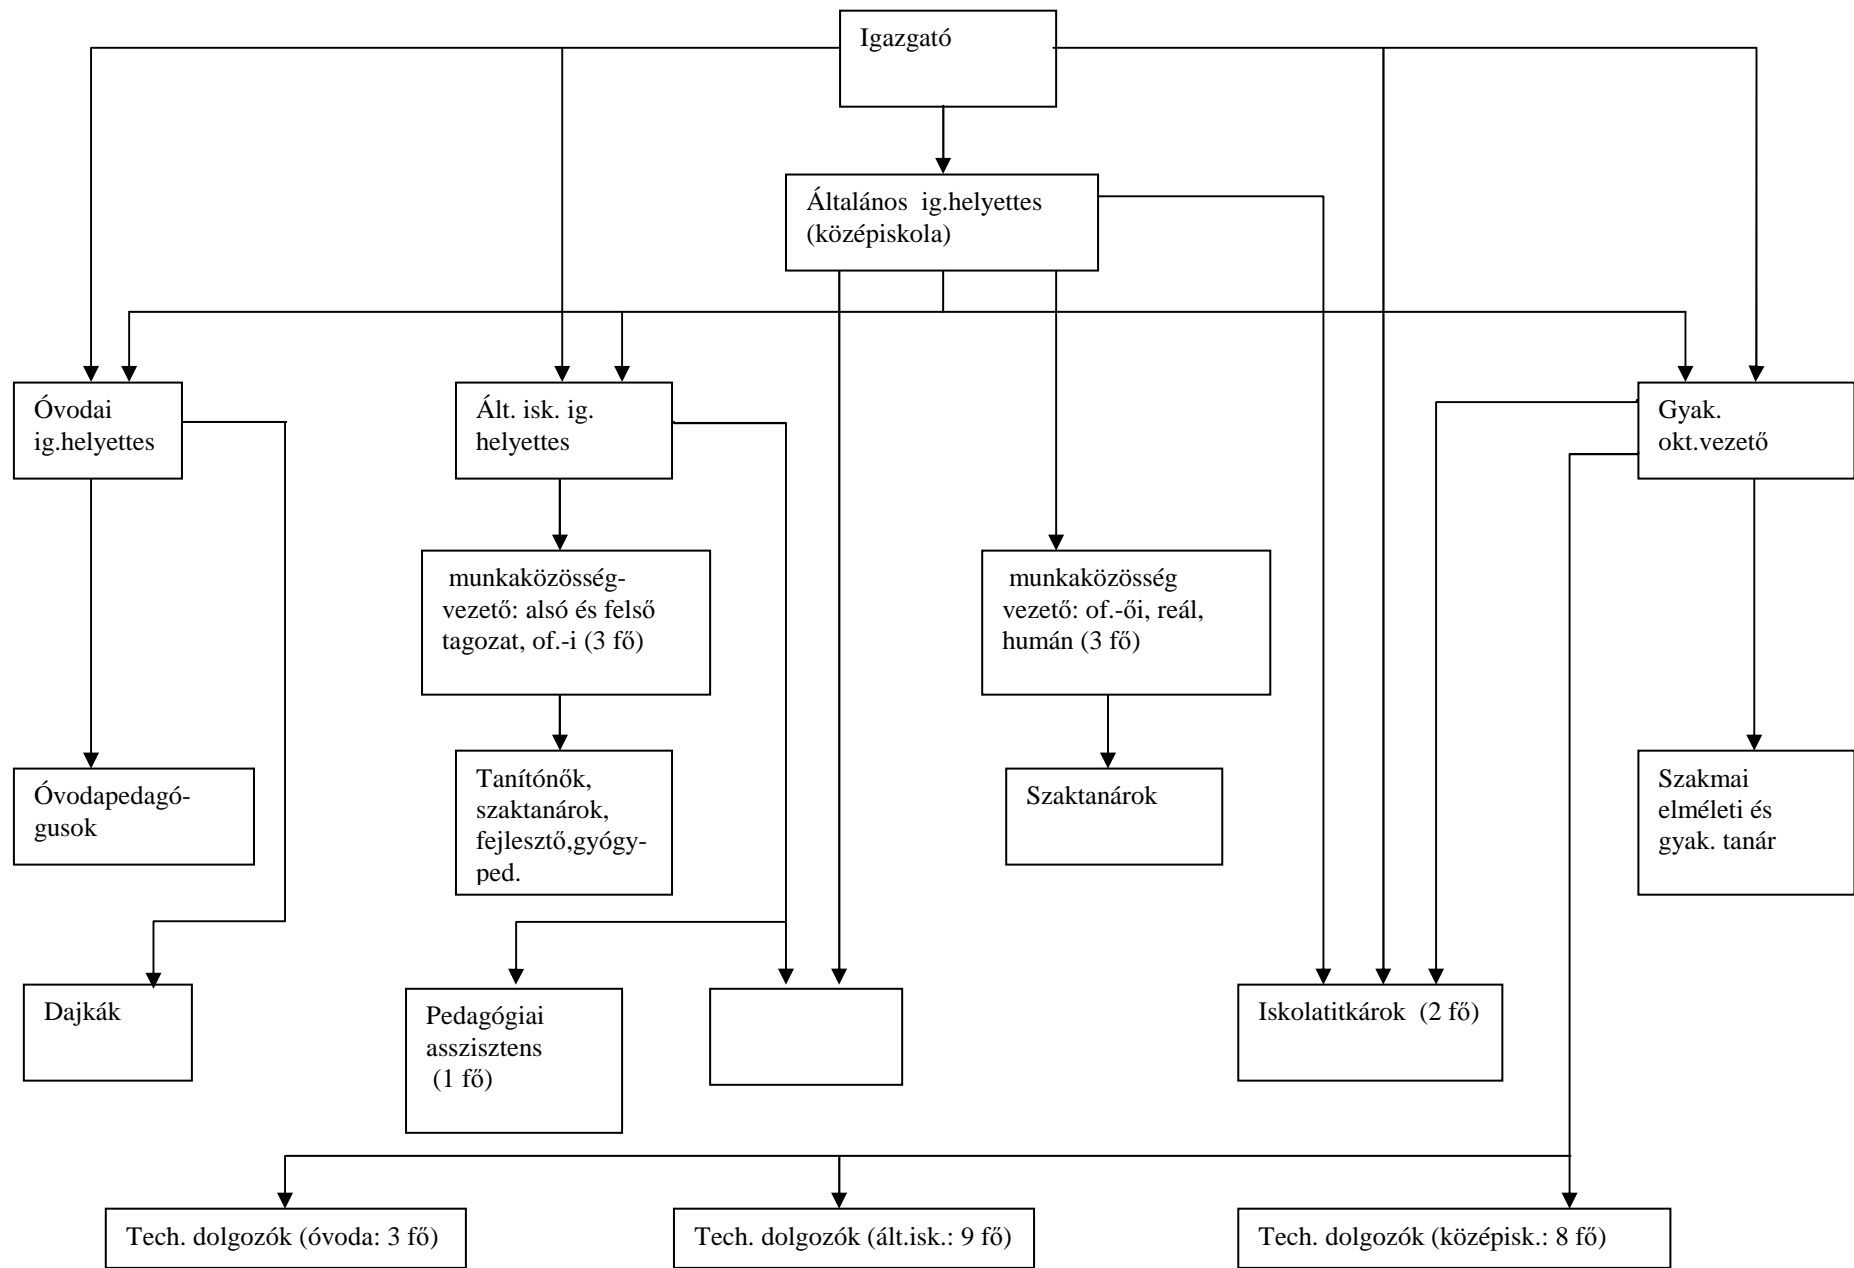 Igazgató
Általános ig.helyettes
(középiskola)
Óvodai
ig.helyettes
Ált. isk. ig.
helyettes
Gyak.
okt.vezető
munkaközösség-
vezető: alsó és felső
tagozat, of.-i (3 fő)
munkaközösség
vezető: of.-ői, reál,
humán (3 fő)
Óvodapedagó-
gusok
Tanítónők,
szaktanárok,
fejlesztő,gyógy-
ped.
Szaktanárok
Szakmai
elméleti és
gyak. tanár
Dajkák
Pedagógiai
asszisztens
(1 fő)
Iskolatitkárok (2 fő)
Tech. dolgozók (óvoda: 3 fő)
Tech. dolgozók (ált.isk.: 9 fő)
Tech. dolgozók (középisk.: 8 fő)